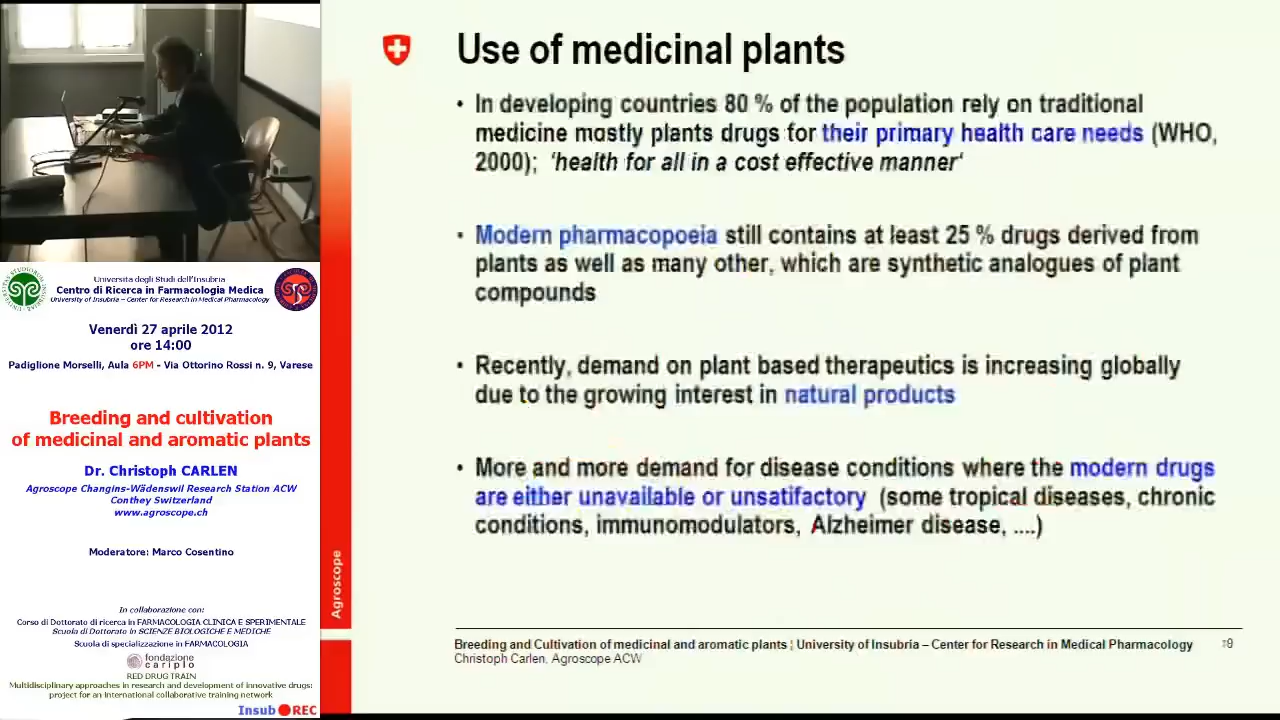 Use of medicinal plants
• In developing countries 80 % of the population rely on traditional
medicine mostly plants drugs for their primary health care needs (WHO,
2000); 'health for all in a cost effective manner'
• Modern pharmacopoeia still contains at least 25 % drugs derived from
plants as well as many other, which are synthetic analogues of plant
compounds
• Recently, demand on plant based therapeutics is increasing globally
due to the growing interest in natural products
• More and more demand for disease conditions where the modern drugs
are either unavailable or unsatifactory (some tropical diseases, chronic
conditions, immunomodulators, Alzheimer disease, ....)
Agroscope
Breeding and Cultivation of medicinal and aromatic plants | University of Insubria – Center for Research in Medical Pharmacology
Christoph Carlen, Agroscope ACW
Università degli Studi dell'Insubria
Centro di Ricerca in Farmacologia Medica
University of Insubria – Center for Research in Medical Pharmacology
Venerdì 27 aprile 2012
ore 14:00
Padiglione Morselli, Aula 6PM - Via Ottorino Rossi n. 9, Varese
Breeding and cultivation
of medicinal and aromatic plants
Dr. Christoph CARLEN
Agroscope Changins-Wädenswil Research Station ACW
Conthey Switzerland
www.agroscope.ch
Moderatore: Marco Cosentino
In collaborazione con:
Corso di Dottorato di ricerca in FARMACOLOGIA CLINICA E SPERIMENTALE
Scuola di Dottorato in SCIENZE BIOLOGICHE E MEDICHE
Scuola di specializzazione in FARMACOLOGIA
fondazione
cariplo
RED DRUG TRAIN
Multidisciplinary approaches in research and development of innovative drugs:
project for an international collaborative training network
Insub REC